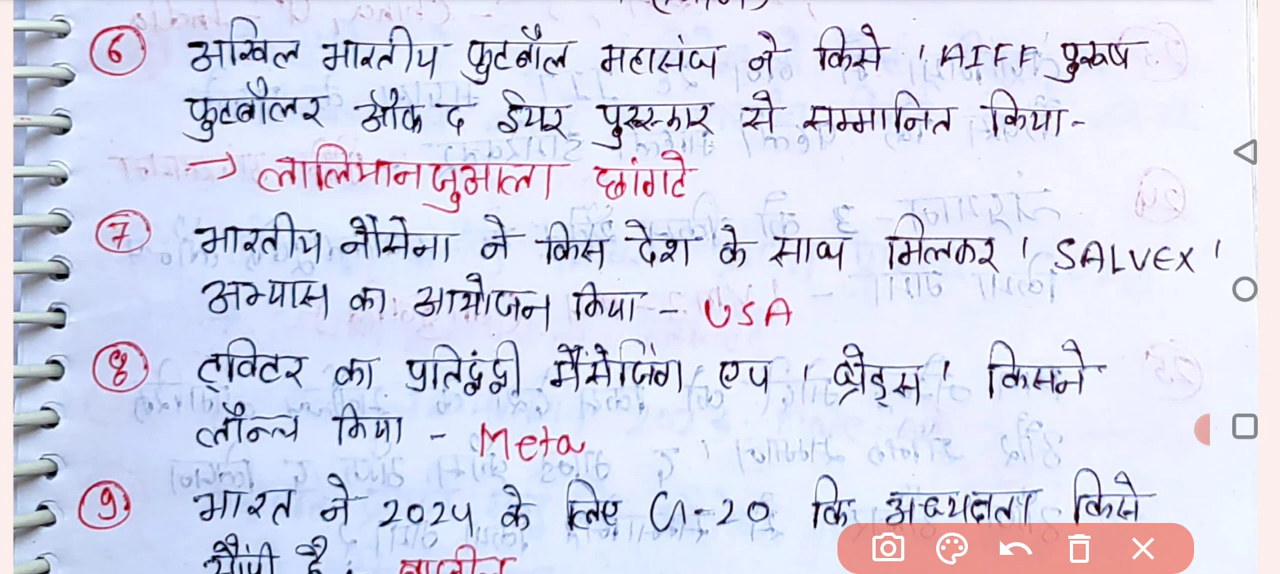 6 अखिल भारतीय फुटबॉल महासंघ ने किसे 'AIFF पुरुष
फुटबॉलर ऑफ द ईयर पुरस्कार से सम्मानित किया-
→ लालियानजुआला छांगटे
7 भारतीय नौसेना ने किस देश के साथ मिलकर 'SALVEX'
अभ्यास का आयोजन किया - USA
8 ट्विटर का प्रतिद्वंद्वी मैसेजिंग एप 'थ्रेड्स' किसने
लॉन्च किया - Meta
9 भारत ने 2024 के लिए G-20 कि अध्यक्षता किसे
सौंपी है :